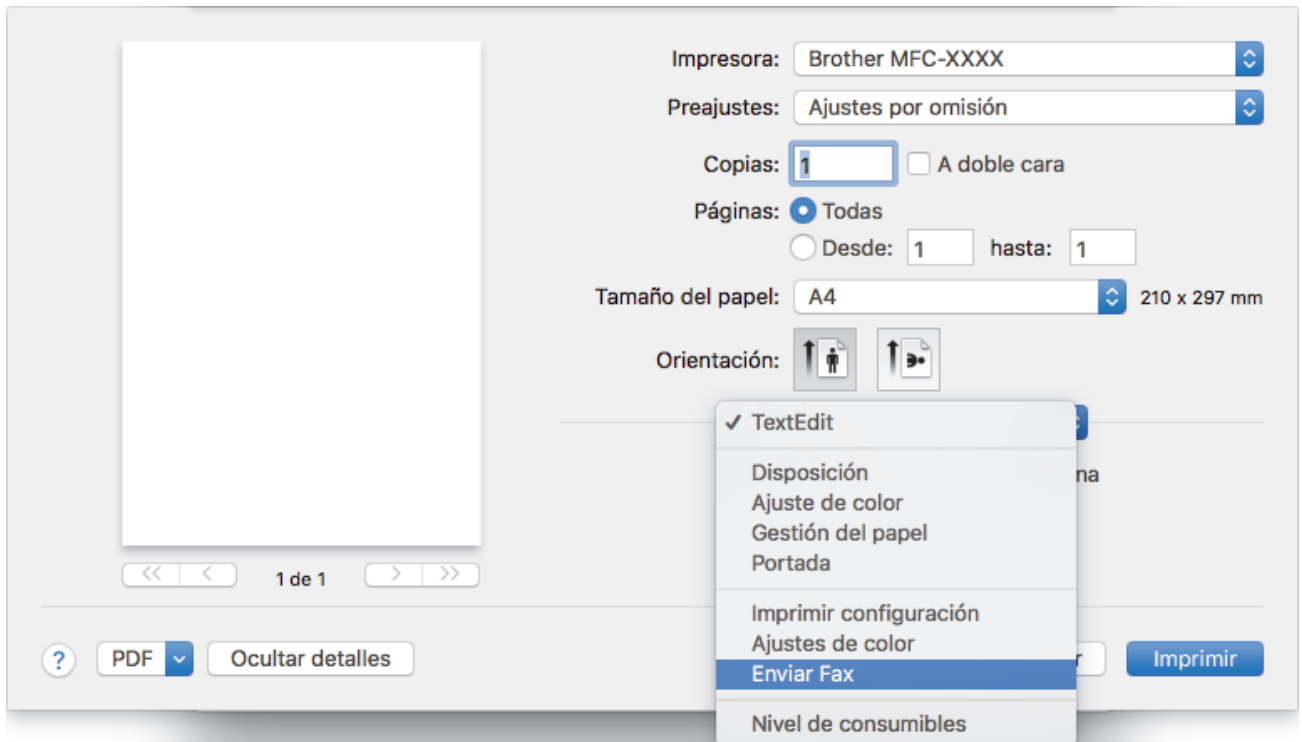 Impresora: Brother MFC-XXXX
Preajustes: Ajustes por omisión
Copias: 1 A doble cara
Páginas: Todas
Desde: 1 hasta: 1
Tamaño del papel: A4 210 x 297 mm
Orientación:
✓ TextEdit
Disposición
Ajuste de color
Gestión del papel
Portada
Imprimir configuración
Ajustes de color
Enviar Fax
Nivel de consumibles
<< < 1 de 1 > >>
? PDF Ocultar detalles Imprimir